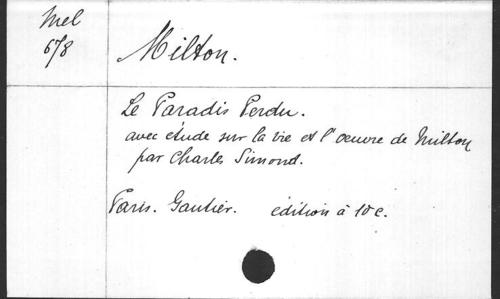 Mel
678
Milton.
Le Paradis Perdu.
avec étude sur la vie et l'oeuvre de Milton
par Charles Simond.
Paris. Gautier. édition à 10 c.